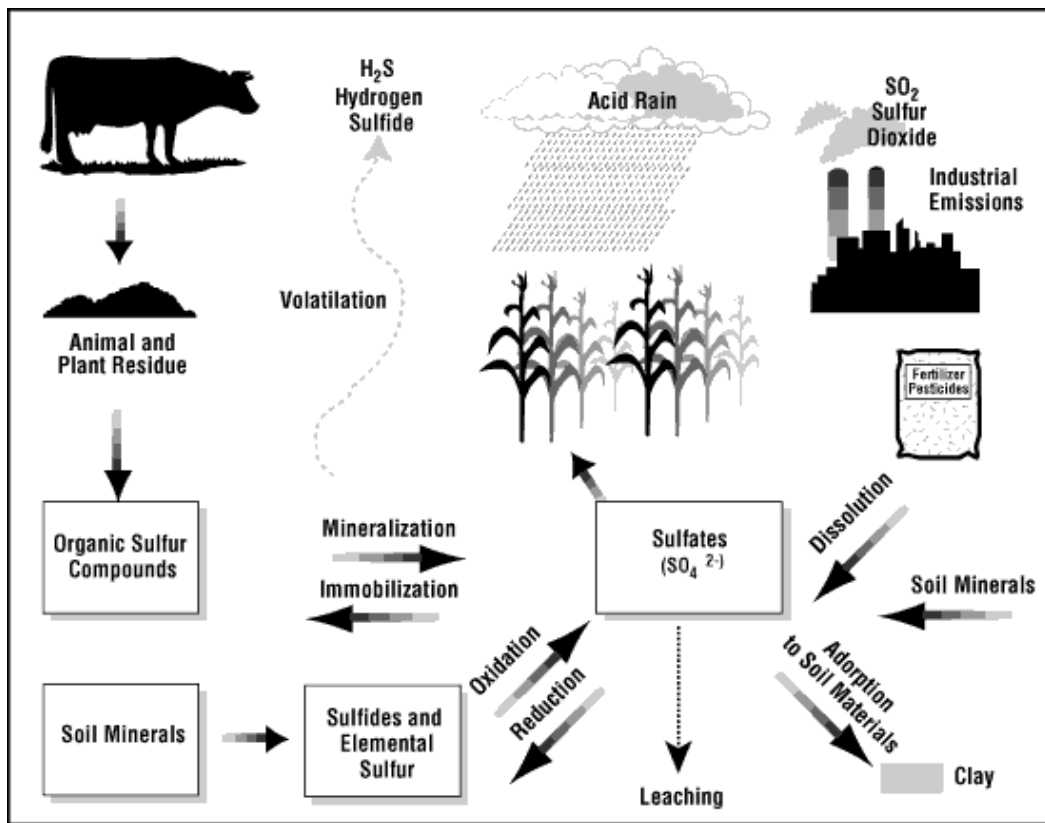 H₂S
Hydrogen
Sulfide
Acid Rain
SO₂
Sulfur
Dioxide
Industrial
Emissions
Volatilation
Animal and
Plant Residue
Fertilizer
Pesticides
Organic Sulfur
Compounds
Mineralization
Immobilization
Sulfates
(SO₄ ²⁻)
Dissolution
Soil Minerals
Oxidation
Reduction
Adorption
to Soil Materials
Soil Minerals
Sulfides and
Elemental
Sulfur
Leaching
Clay